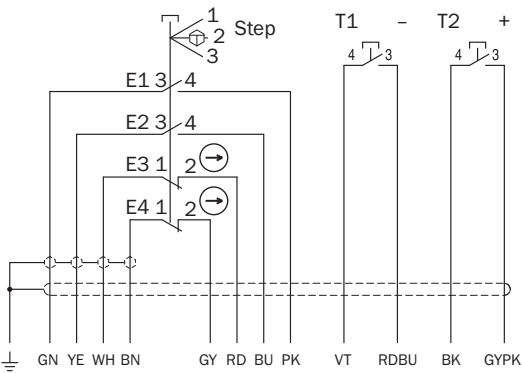 1 T1 – T2 +
2 Step
3
4 3 4 3
E1 3 4
E2 3 4
E3 1 2
E4 1 2
GN YE WH BN GY RD BU PK VT RDBU BK GYPK